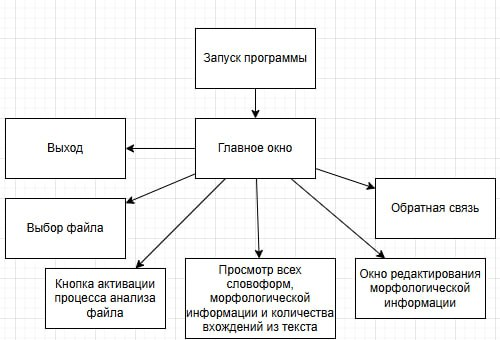 Запуск программы
Выход
Главное окно
Выбор файла
Обратная связь
Кнопка активации
процесса анализа
файла
Просмотр всех
словоформ,
морфологической
информации и количества
вхождений из текста
Окно редактирования
морфологической
информации